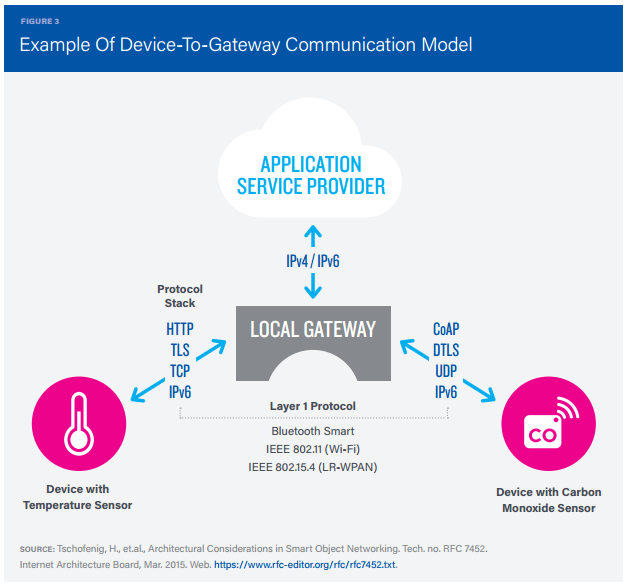 FIGURE 3
Example Of Device-To-Gateway Communication Model
APPLICATION
SERVICE PROVIDER
IPv4 / IPv6
Protocol
Stack
HTTP
TLS
TCP
IPv6
LOCAL GATEWAY
CoAP
DTLS
UDP
IPv6
Layer 1 Protocol
Bluetooth Smart
IEEE 802.11 (Wi-Fi)
IEEE 802.15.4 (LR-WPAN)
CO
Device with
Temperature Sensor
Device with Carbon
Monoxide Sensor
SOURCE: Tschofenig, H., et.al., Architectural Considerations in Smart Object Networking. Tech. no. RFC 7452.
Internet Architecture Board, Mar. 2015. Web. https://www.rfc-editor.org/rfc/rfc7452.txt.